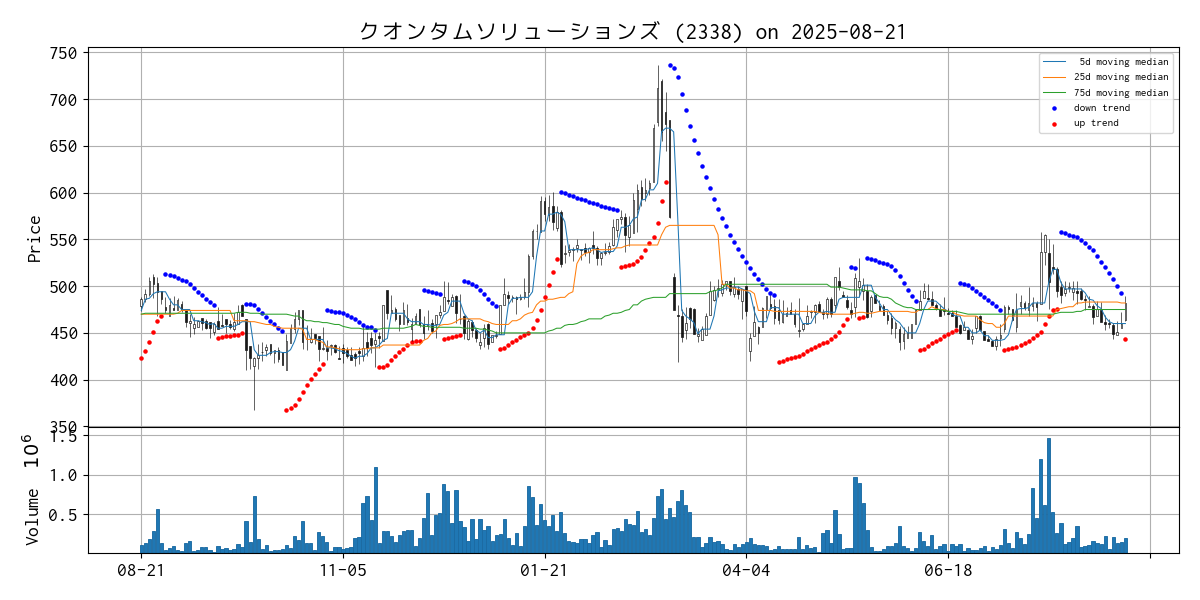 クオンタムソリューションズ (2338) on 2025-08-21
750
700
650
600
550
500
450
400
350
Price
5d moving median
25d moving median
75d moving median
down trend
up trend
1.5
1.0
0.5
Volume 10^6
08-21
11-05
01-21
04-04
06-18